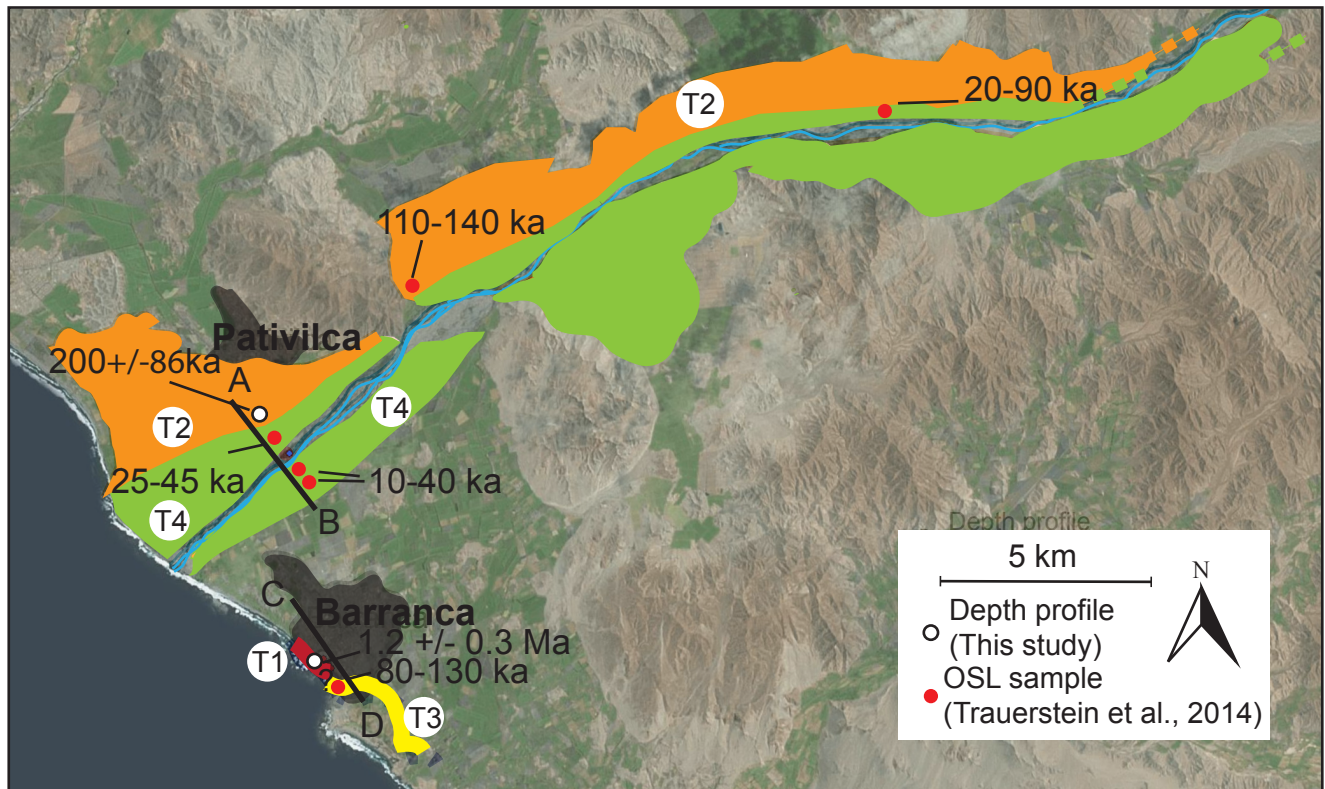 T2
20-90 ka
110-140 ka
Pativilca
200+/-86ka
A
T2
T4
25-45 ka
10-40 ka
B
T4
C
Barranca
1.2 +/- 0.3 Ma
T1
80-130 ka
?
D
T3
Depth profile
5 km
N
Depth profile
(This study)
OSL sample
(Trauerstein et al., 2014)